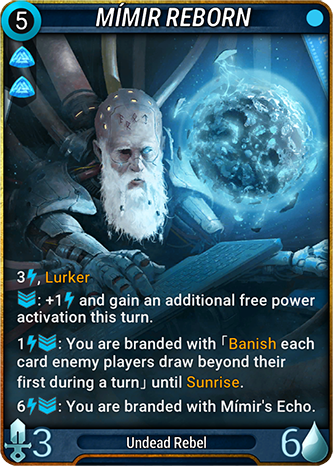 5
MÍMIR REBORN
3, Lurker
: +1 and gain an additional free power
activation this turn.
1: You are branded with 「Banish each
card enemy players draw beyond their
first during a turn」 until Sunrise.
6: You are branded with Mímir's Echo.
3
Undead Rebel
6